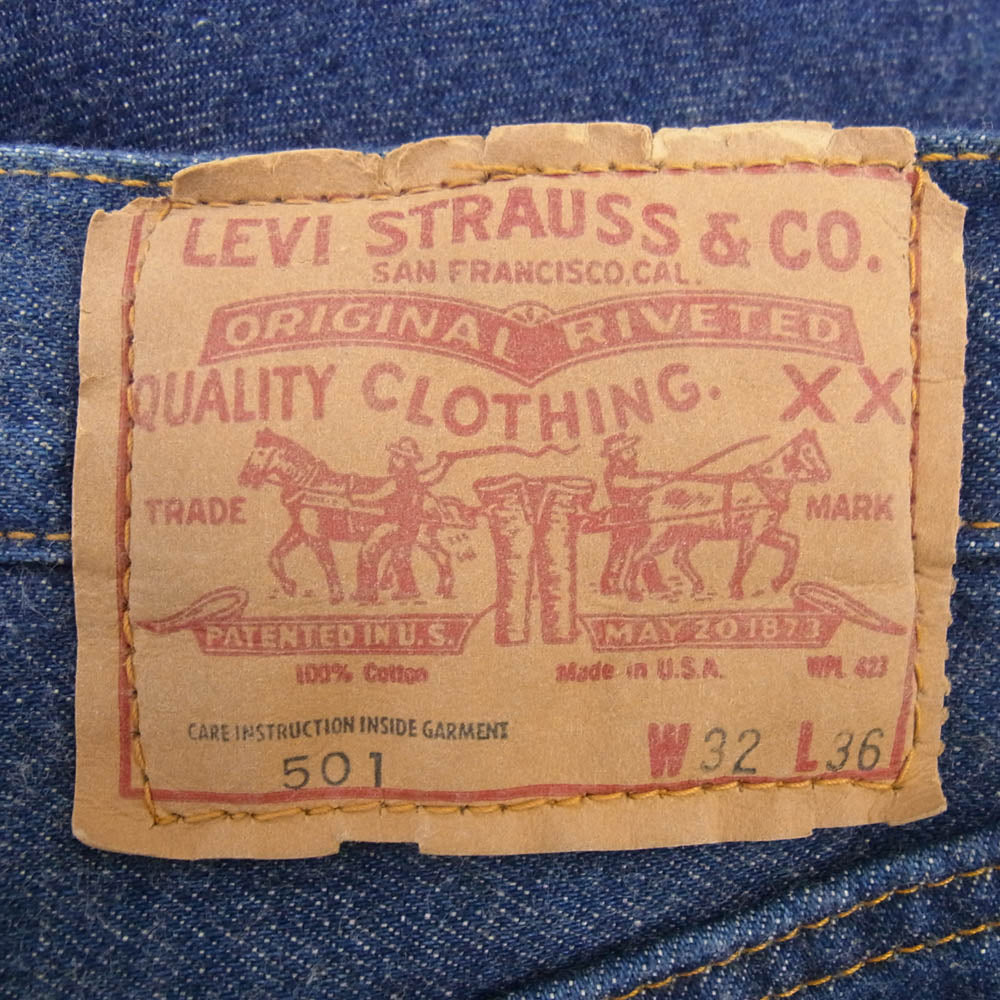 LEVI STRAUSS & CO.
SAN FRANCISCO, CAL.
ORIGINAL RIVETED
QUALITY CLOTHING. XX
TRADE MARK
PATENTED IN U.S. MAY 20 1873
100% Cotton Made in U.S.A. WPL 423
CARE INSTRUCTION INSIDE GARMENT
501 W 32 L 36